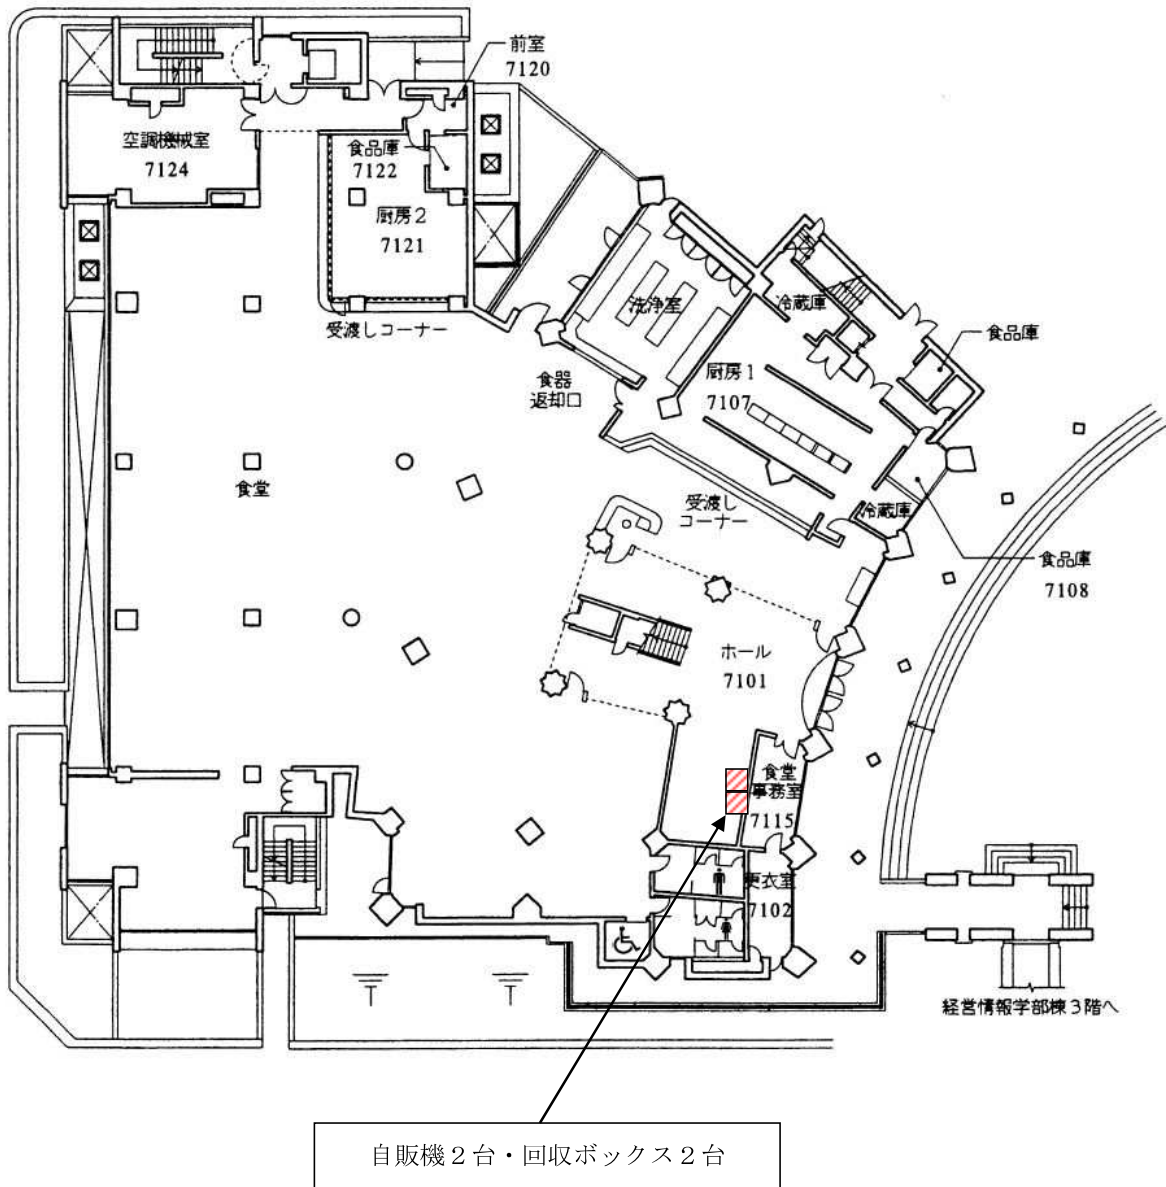 前室
7120
空調機械室
7124
食品庫
7122
厨房２
7121
受渡しコーナー
洗浄室
冷蔵庫
食品庫
食器
返却口
厨房１
7107
食堂
受渡し
コーナー
冷蔵庫
食品庫
7108
ホール
7101
食堂
事務室
7115
更衣室
7102
経営情報学部棟３階へ
自販機２台・回収ボックス２台